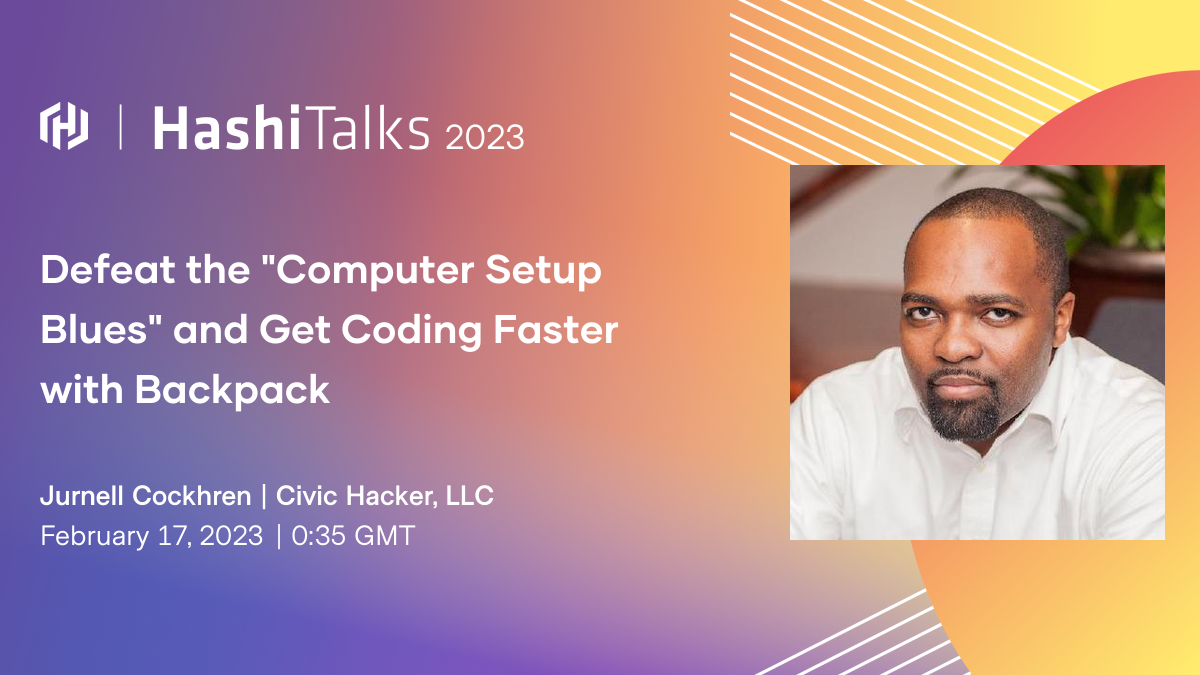 HashiTalks 2023
Defeat the "Computer Setup
Blues" and Get Coding Faster
with Backpack
Jurnell Cockhren | Civic Hacker, LLC
February 17, 2023 | 0:35 GMT